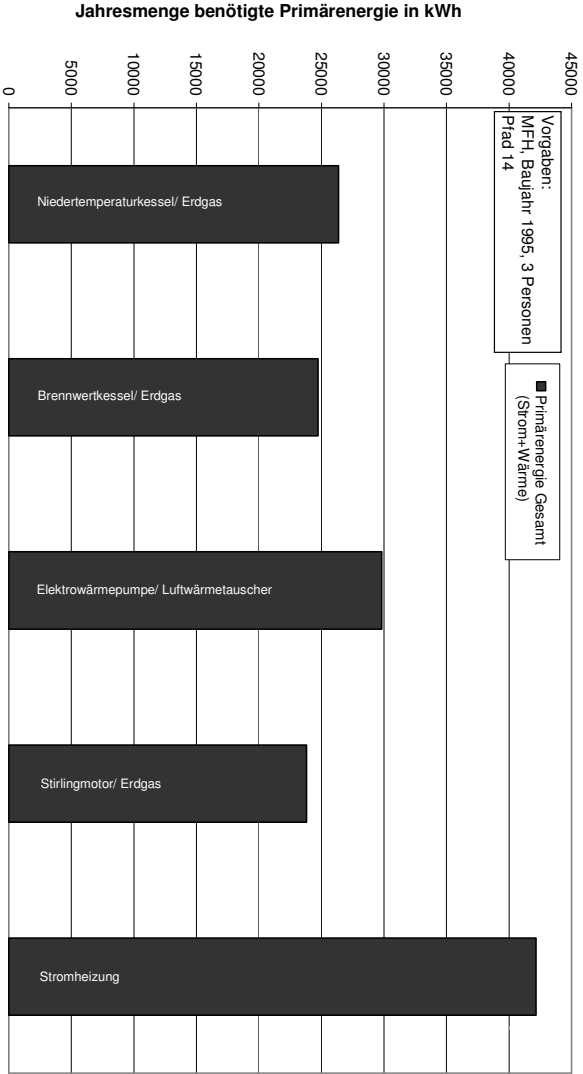 Jahresmenge benötigte Primärenergie in kWh
45000
40000
35000
30000
25000
20000
15000
10000
5000
0
Vorgaben:
MFH, Baujahr 1995, 3 Personen
Pfad 14
Primärenergie Gesamt
(Strom+Wärme)
Niedertemperaturkessel/ Erdgas
Brennwertkessel/ Erdgas
Elektrowärmepumpe/ Luftwärmetauscher
Stirlingmotor/ Erdgas
Stromheizung